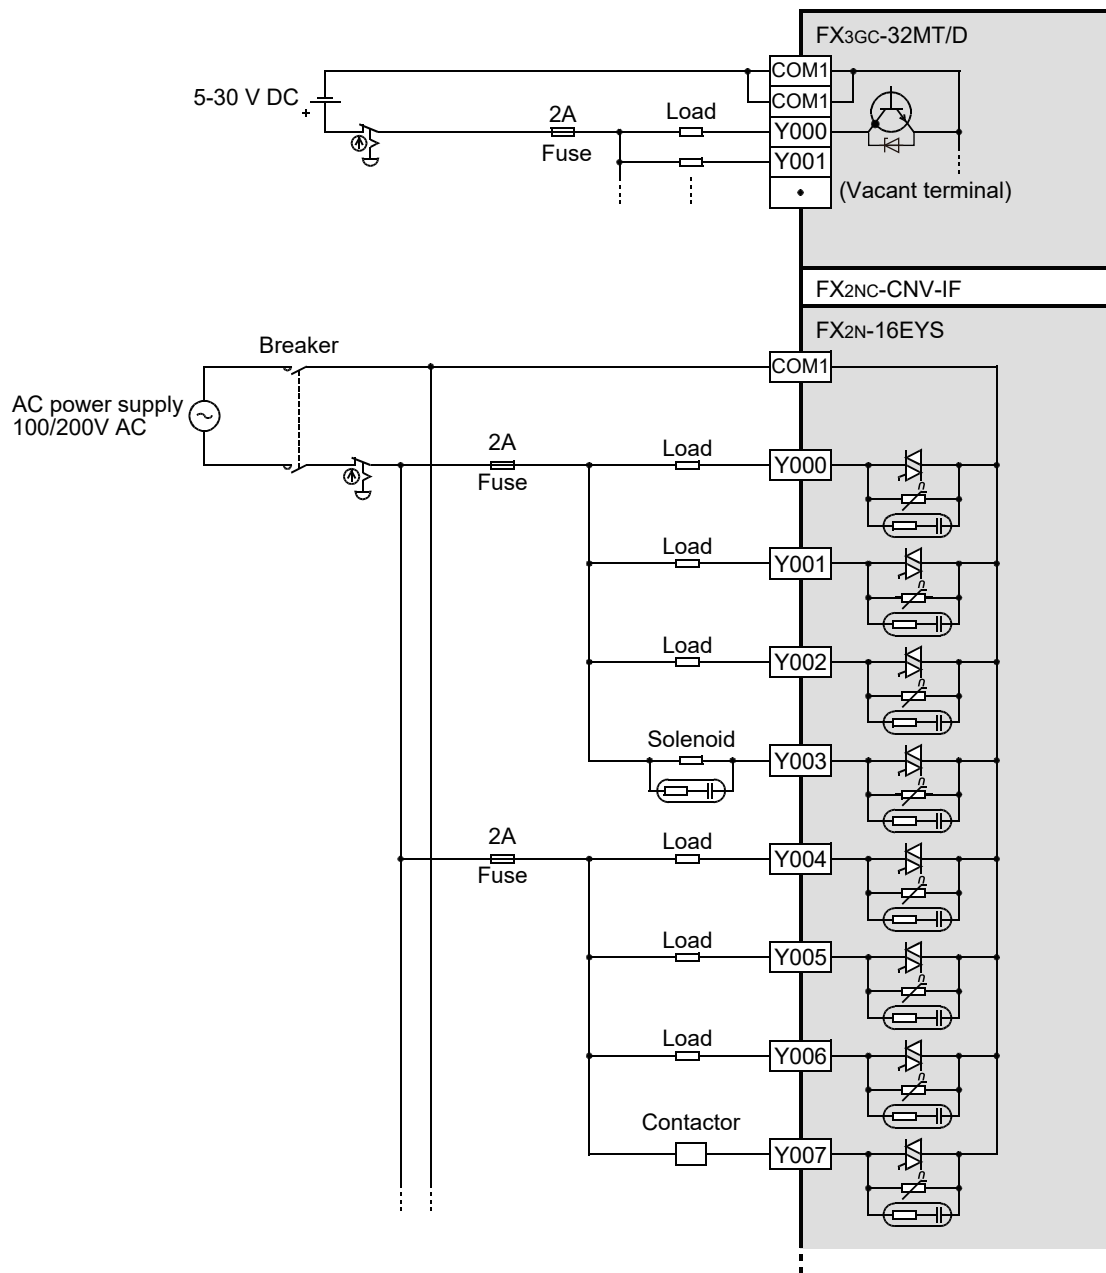 FX3GC-32MT/D
COM1
5-30 V DC
+
COM1
2A
Load
Y000
Fuse
Y001
(Vacant terminal)
FX2NC-CNV-IF
FX2N-16EYS
Breaker
COM1
AC power supply
100/200V AC
2A
Load
Y000
Fuse
n
Load
Y001
n
Load
Y002
n
Solenoid
Y003
n
2A
Load
Y004
Fuse
n
Load
Y005
n
Load
Y006
n
Contactor
Y007
n